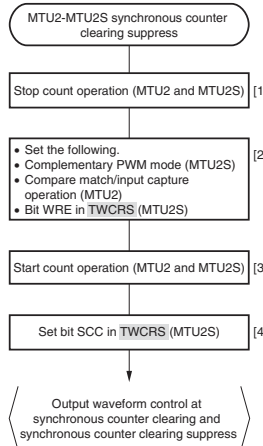 MTU2-MTU2S synchronous counter
clearing suppress
Stop count operation (MTU2 and MTU2S) [1
• Set the following. [2
• Complementary PWM mode (MTU2S)
• Compare match/input capture
operation (MTU2)
• Bit WRE in TWCRS (MTU2S)
Start count operation (MTU2 and MTU2S) [3
Set bit SCC in TWCRS (MTU2S) [4
Output waveform control at
synchronous counter clearing and
synchronous counter clearing suppress